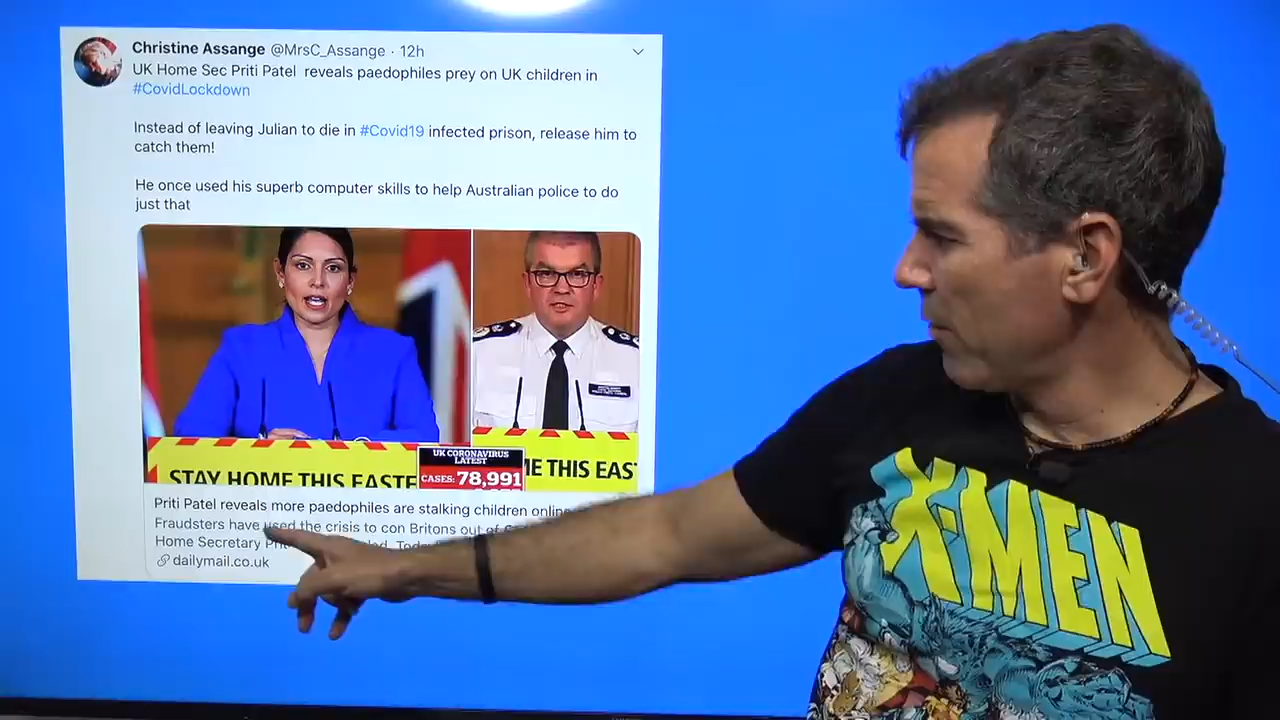 Christine Assange @MrsC_Assange · 12h
UK Home Sec Priti Patel reveals paedophiles prey on UK children in
#CovidLockdown
Instead of leaving Julian to die in #Covid19 infected prison, release him to
catch them!
He once used his superb computer skills to help Australian police to do
just that
STAY HOME THIS EASTE
UK CORONAVIRUS
LATEST
CASES: 78,991
ME THIS EAST
Priti Patel reveals more paedophiles are stalking children online
Fraudsters have used the crisis to con Britons out of
Home Secretary
dailymail.co.uk
X-MEN